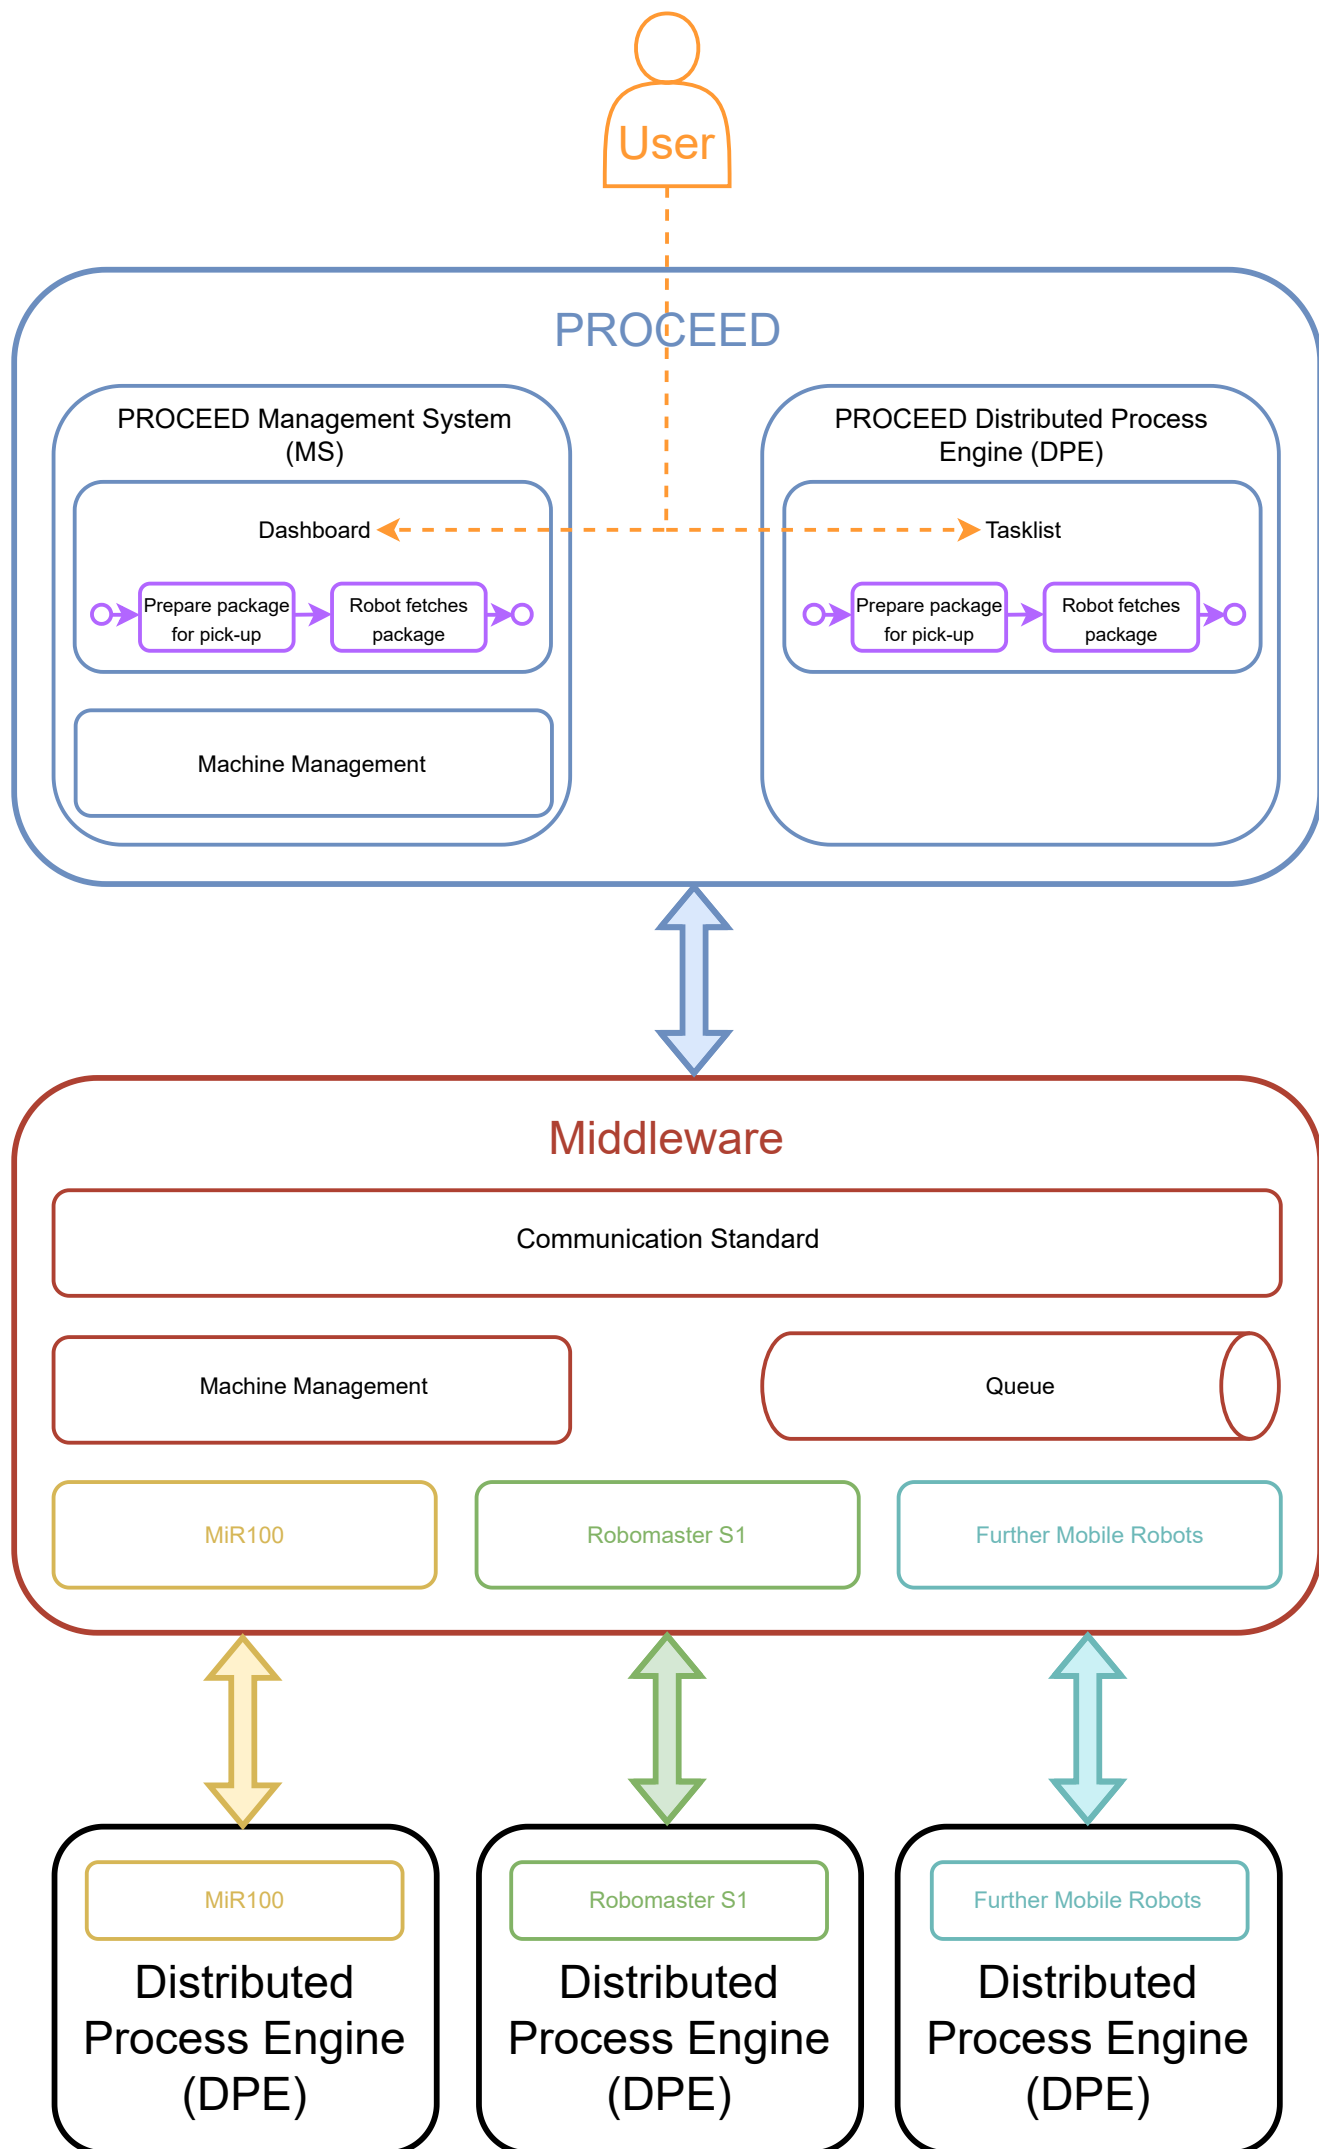 User
PROCEED
PROCEED Management System
(MS)
Dashboard
Prepare package
for pick-up
Robot fetches
package
Machine Management
PROCEED Distributed Process
Engine (DPE)
Tasklist
Prepare package
for pick-up
Robot fetches
package
Middleware
Communication Standard
Machine Management
Queue
MiR100
Robomaster S1
Further Mobile Robots
MiR100
Distributed
Process Engine
(DPE)
Robomaster S1
Distributed
Process Engine
(DPE)
Further Mobile Robots
Distributed
Process Engine
(DPE)